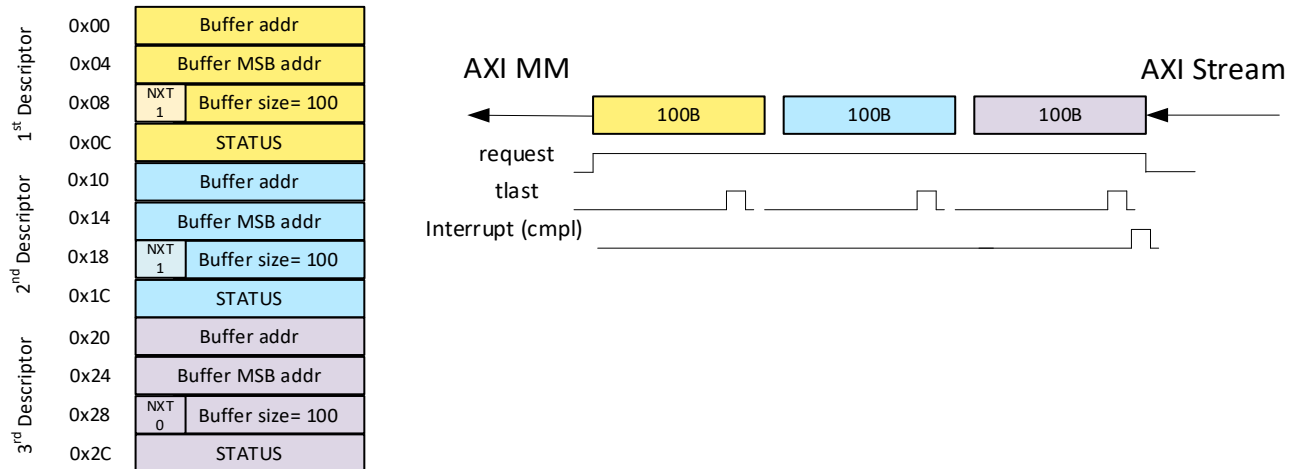 1st Descriptor
0x00 Buffer addr
0x04 Buffer MSB addr
0x08 NXT 1 Buffer size= 100
0x0C STATUS
2nd Descriptor
0x10 Buffer addr
0x14 Buffer MSB addr
0x18 NXT 1 Buffer size= 100
0x1C STATUS
3rd Descriptor
0x20 Buffer addr
0x24 Buffer MSB addr
0x28 NXT 0 Buffer size= 100
0x2C STATUS
AXI MM
AXI Stream
100B 100B 100B
request
tlast
Interrupt (cmpl)